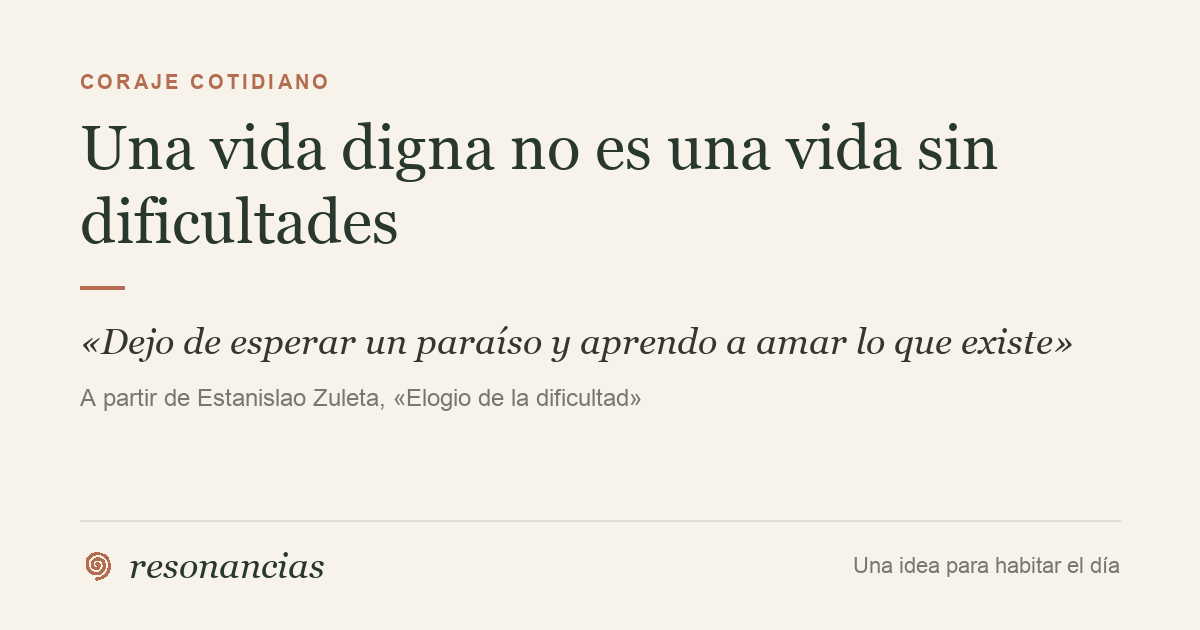 CORAJE COTIDIANO
Una vida digna no es una vida sin
dificultades
«Dejo de esperar un paraíso y aprendo a amar lo que existe»
A partir de Estanislao Zuleta, «Elogio de la dificultad»
resonancias
Una idea para habitar el día